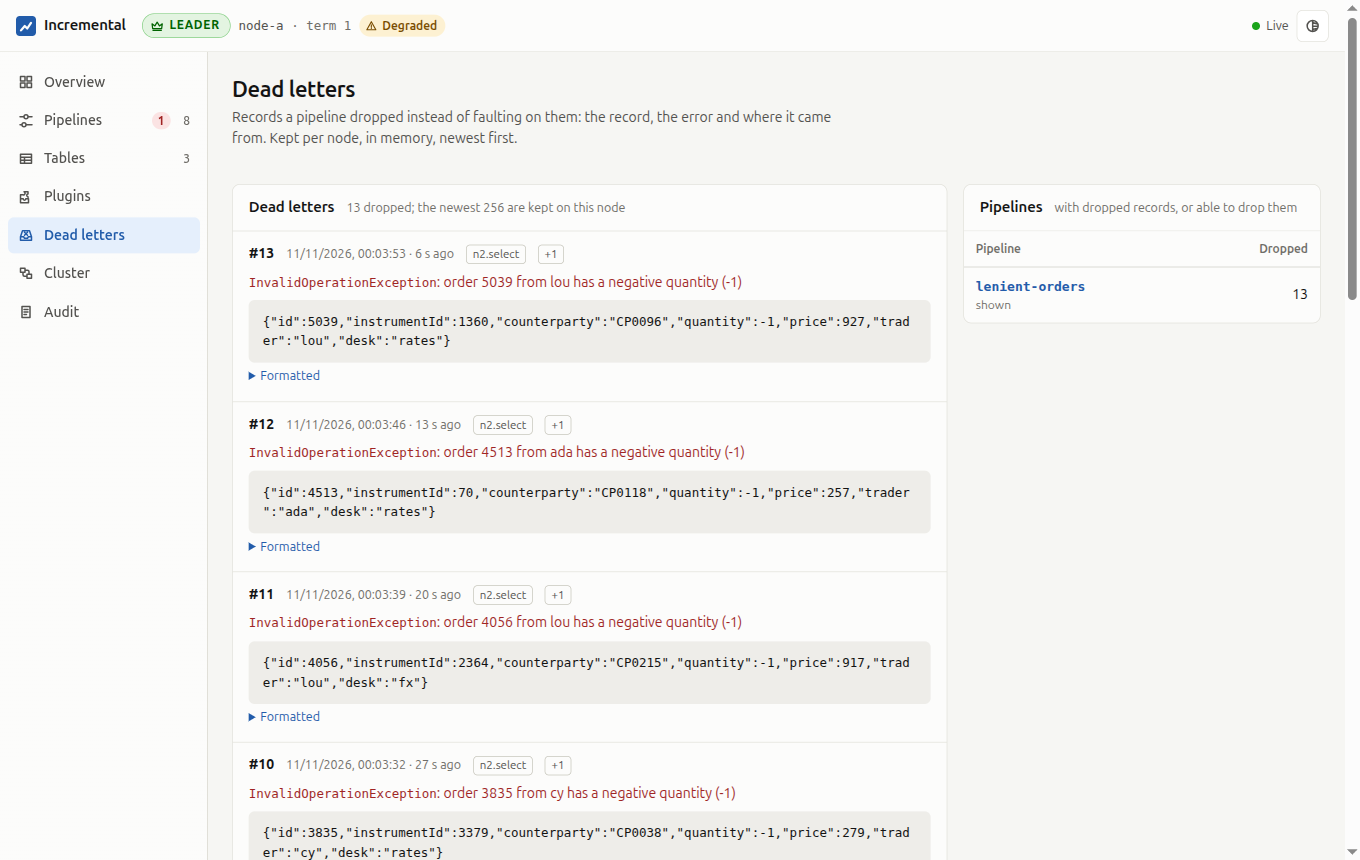 Incremental
LEADER
node-a · term 1
Degraded
Live
Overview
Pipelines 1 8
Tables 3
Plugins
Dead letters
Cluster
Audit
Dead letters
Records a pipeline dropped instead of faulting on them: the record, the error and where it came
from. Kept per node, in memory, newest first.
Dead letters 13 dropped; the newest 256 are kept on this node
#13 11/11/2026, 00:03:53 · 6 s ago n2.select +1
InvalidOperationException: order 5039 from lou has a negative quantity (-1)
{"id":5039,"instrumentId":1360,"counterparty":"CP0096","quantity":-1,"price":927,"trad
er":"lou","desk":"rates"}
Formatted
#12 11/11/2026, 00:03:46 · 13 s ago n2.select +1
InvalidOperationException: order 4513 from ada has a negative quantity (-1)
{"id":4513,"instrumentId":70,"counterparty":"CP0118","quantity":-1,"price":257,"trader
":"ada","desk":"rates"}
Formatted
#11 11/11/2026, 00:03:39 · 20 s ago n2.select +1
InvalidOperationException: order 4056 from lou has a negative quantity (-1)
{"id":4056,"instrumentId":2364,"counterparty":"CP0215","quantity":-1,"price":917,"trad
er":"lou","desk":"fx"}
Formatted
#10 11/11/2026, 00:03:32 · 27 s ago n2.select +1
InvalidOperationException: order 3835 from cy has a negative quantity (-1)
{"id":3835,"instrumentId":3379,"counterparty":"CP0038","quantity":-1,"price":279,"trad
er":"cy","desk":"rates"}
Pipelines with dropped records, or able to drop them
Pipeline Dropped
lenient-orders 13
shown